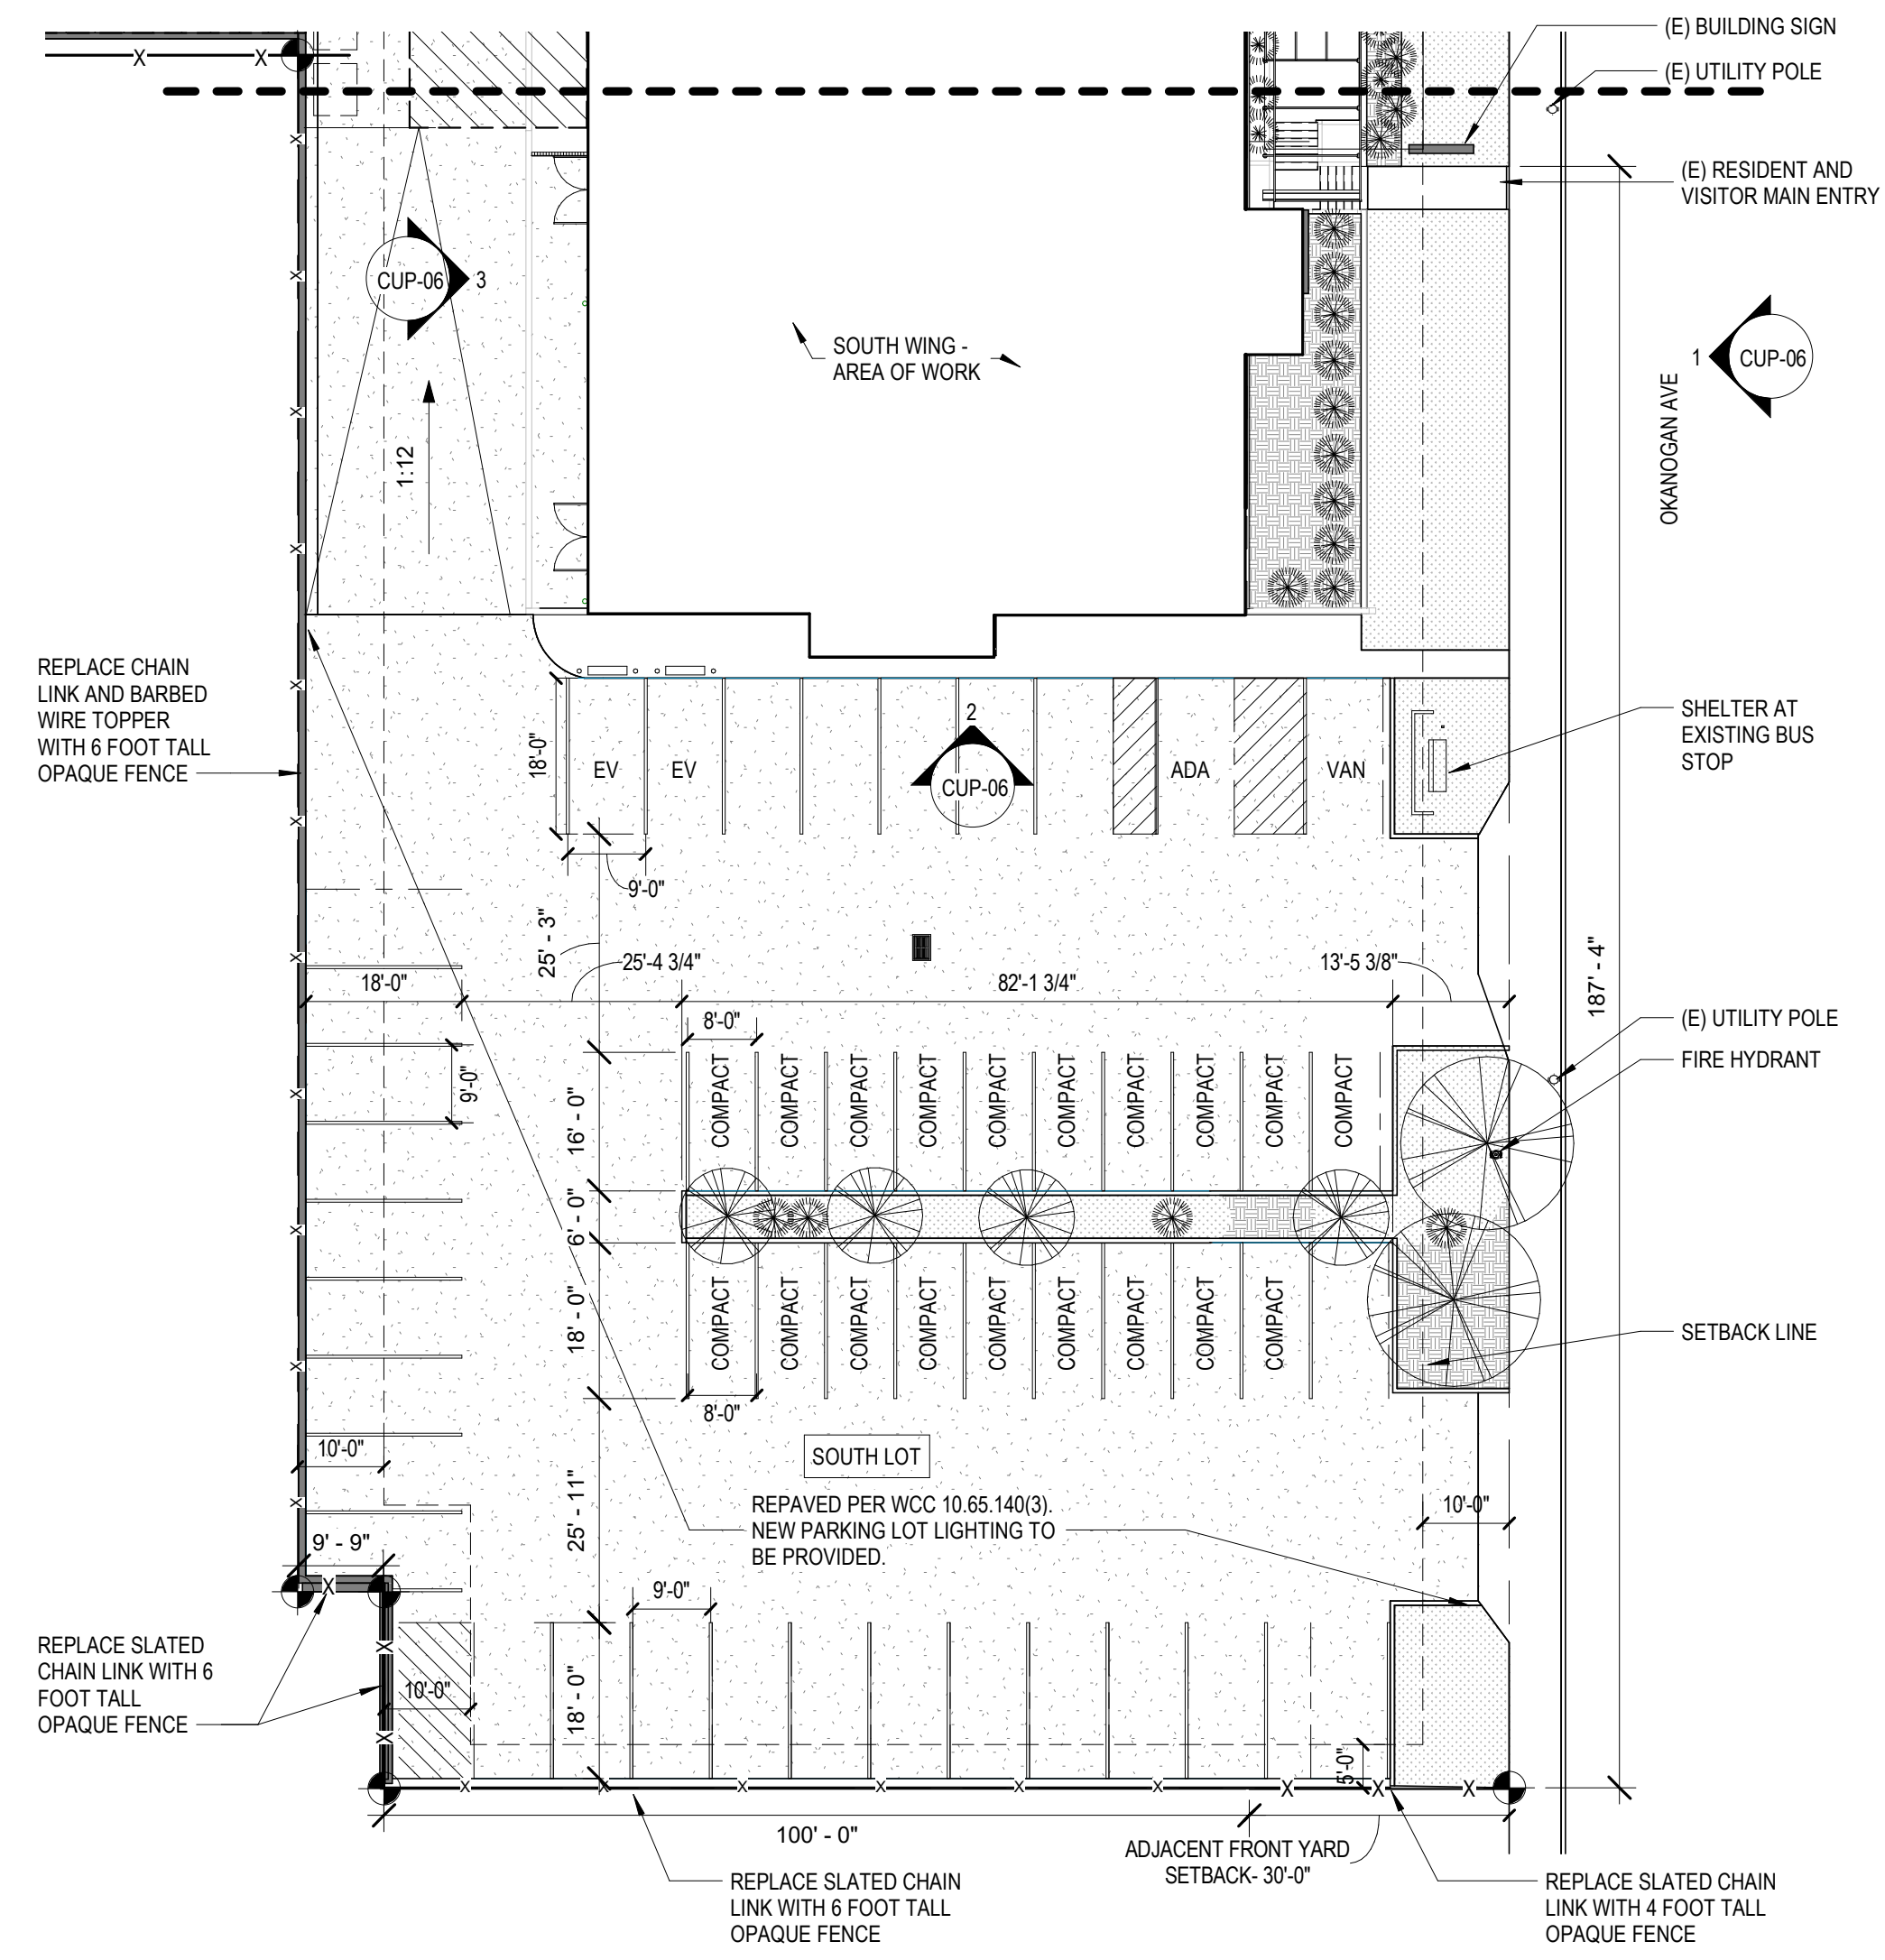 (E) BUILDING SIGN
(E) UTILITY POLE
X X
(E) RESIDENT AND
VISITOR MAIN ENTRY
CUP-06 3
SOUTH WING -
AREA OF WORK
1 CUP-06
OKANOGAN AVE
1:12
REPLACE CHAIN
LINK AND BARBED
WIRE TOPPER
WITH 6 FOOT TALL
OPAQUE FENCE
SHELTER AT
EXISTING BUS
STOP
18'-0"
EV
EV
2
CUP-06
ADA
VAN
9'-0"
25' - 3"
25'-4 3/4"
13'-5 3/8"
18'-0"
82'-1 3/4"
187' - 4"
8'-0"
(E) UTILITY POLE
FIRE HYDRANT
9'-0"
16' - 0"
COMPACT
COMPACT
COMPACT
COMPACT
COMPACT
COMPACT
COMPACT
COMPACT
COMPACT
COMPACT
6' - 0"
18' - 0"
COMPACT
COMPACT
COMPACT
COMPACT
COMPACT
COMPACT
COMPACT
COMPACT
COMPACT
SETBACK LINE
8'-0"
10'-0"
SOUTH LOT
25' - 11"
REPAVED PER WCC 10.65.140(3).
NEW PARKING LOT LIGHTING TO
BE PROVIDED.
10'-0"
9' - 9"
9'-0"
REPLACE SLATED
CHAIN LINK WITH 6
FOOT TALL
OPAQUE FENCE
10'-0"
18' - 0"
5'-0"
100' - 0"
ADJACENT FRONT YARD
SETBACK- 30'-0"
REPLACE SLATED CHAIN
LINK WITH 6 FOOT TALL
OPAQUE FENCE
REPLACE SLATED CHAIN
LINK WITH 4 FOOT TALL
OPAQUE FENCE